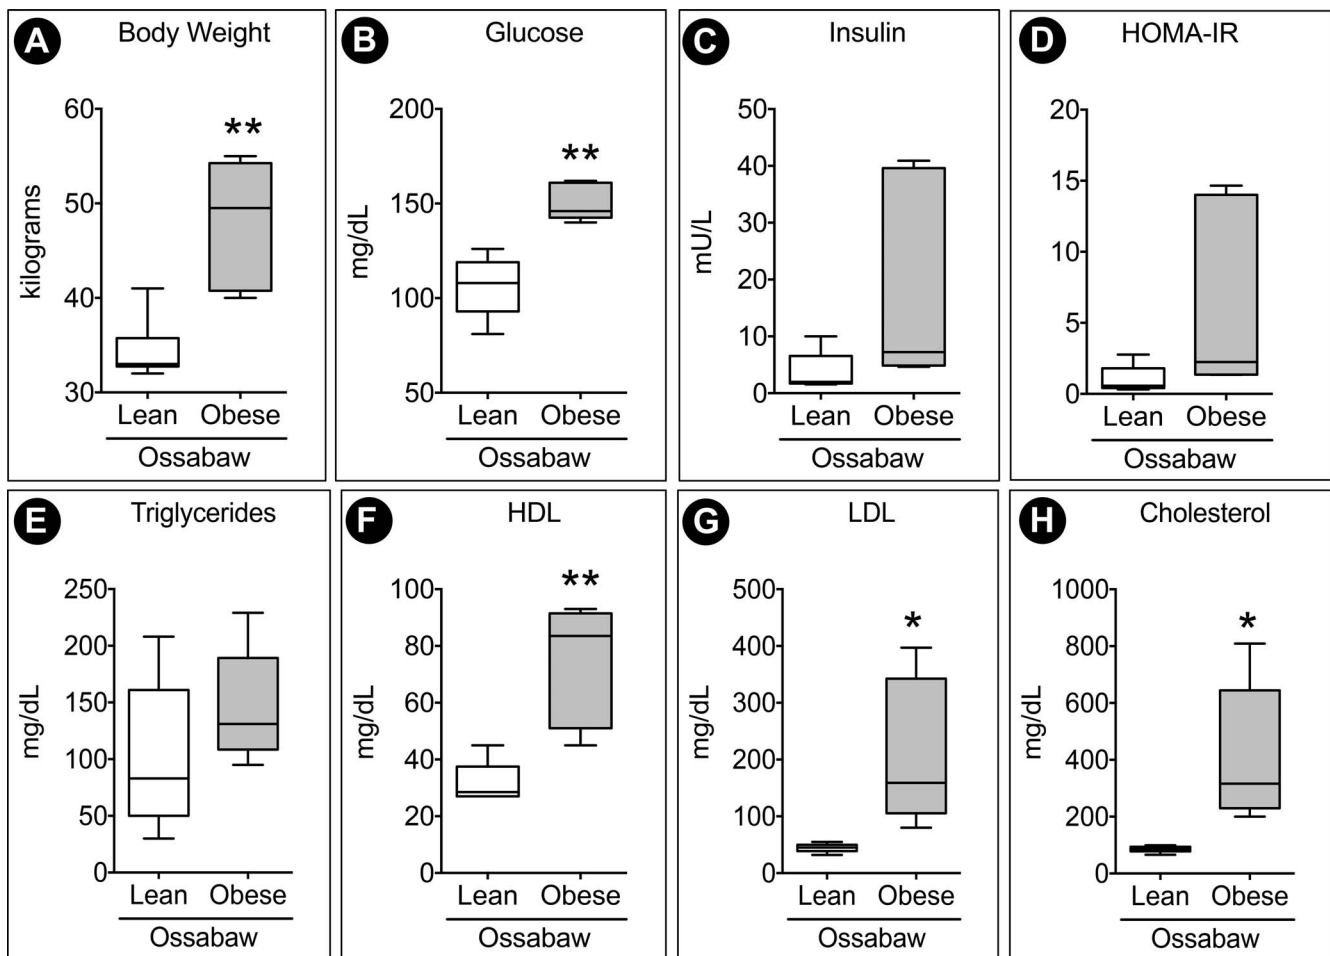 A Body Weight
60
50
40
30
kilograms
**
Lean Obese
Ossabaw
B Glucose
200
150
100
50
mg/dL
**
Lean Obese
Ossabaw
C Insulin
50
40
30
20
10
0
mU/L
Lean Obese
Ossabaw
D HOMA-IR
20
15
10
5
0
Lean Obese
Ossabaw
E Triglycerides
250
200
150
100
50
0
mg/dL
Lean Obese
Ossabaw
F HDL
100
80
60
40
20
0
mg/dL
**
Lean Obese
Ossabaw
G LDL
500
400
300
200
100
0
mg/dL
*
Lean Obese
Ossabaw
H Cholesterol
1000
800
600
400
200
0
mg/dL
*
Lean Obese
Ossabaw